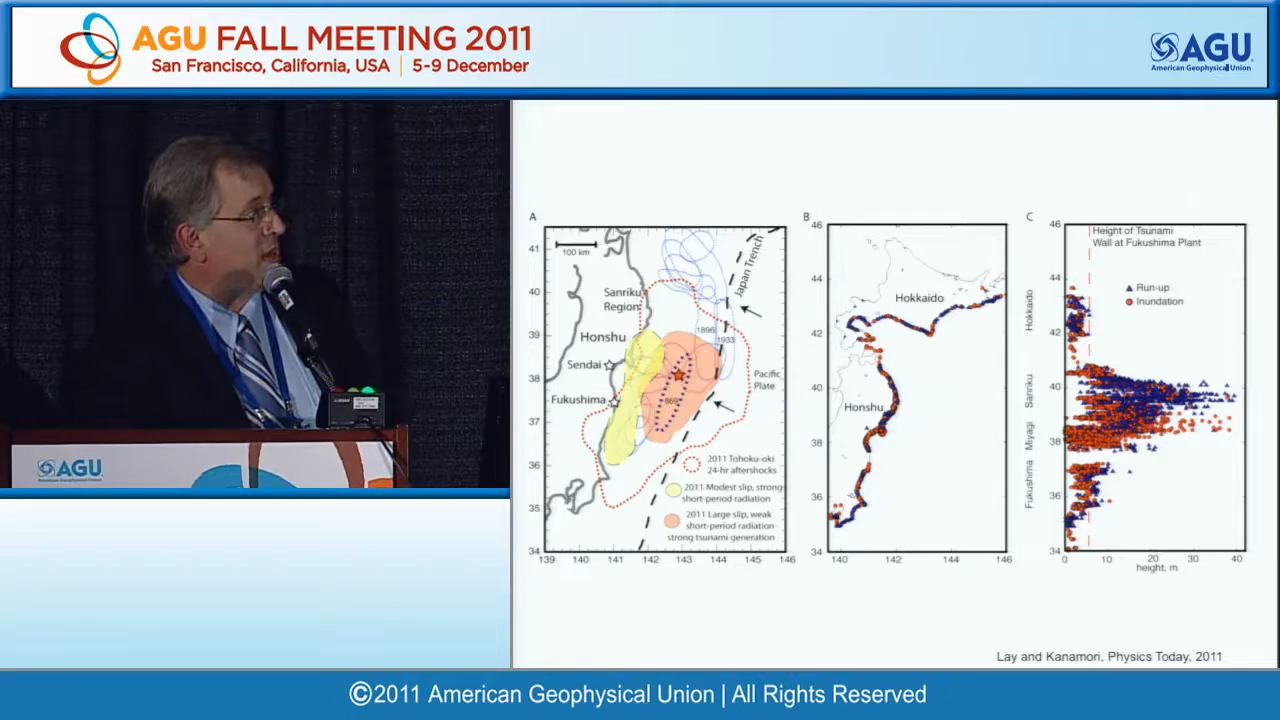 AGU FALL MEETING 2011
San Francisco, California, USA | 5-9 December
AGU
American Geophysical Union
AGU
A
41
40
39
38
37
36
35
34
139
140
141
142
143
144
145
146
100 km
Japan Trench
Sanriku
Region
Honshu
1896
1933
Sendai
Fukushima
869
Pacific
Plate
2011 Tohoku-oki
24-hr aftershocks
2011 Modest slip, strong
short-period radiation
2011 Large slip, weak
short-period radiation
strong tsunami generation
B
46
44
42
40
38
36
34
140
142
144
146
Hokkaido
Honshu
C
46
44
42
40
38
36
34
Height of Tsunami
Wall at Fukushima Plant
Run-up
Inundation
Hokkaido
Sanriku
Miyagi
Fukushima
0
10
20
30
40
height, m
Lay and Kanamori, Physics Today, 2011
©2011 American Geophysical Union | All Rights Reserved